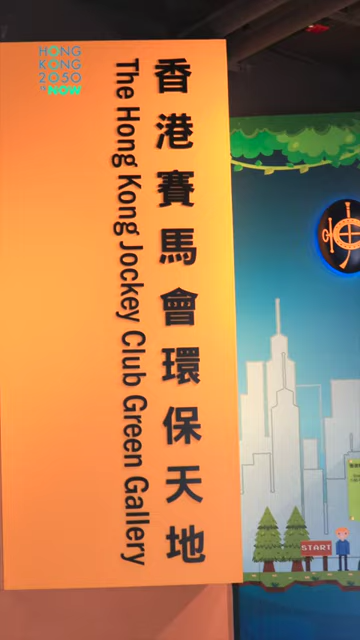 HONG
KONG
2050
is
NOW
香港賽馬會環保天地
The Hong Kong Jockey Club Green Gallery
START